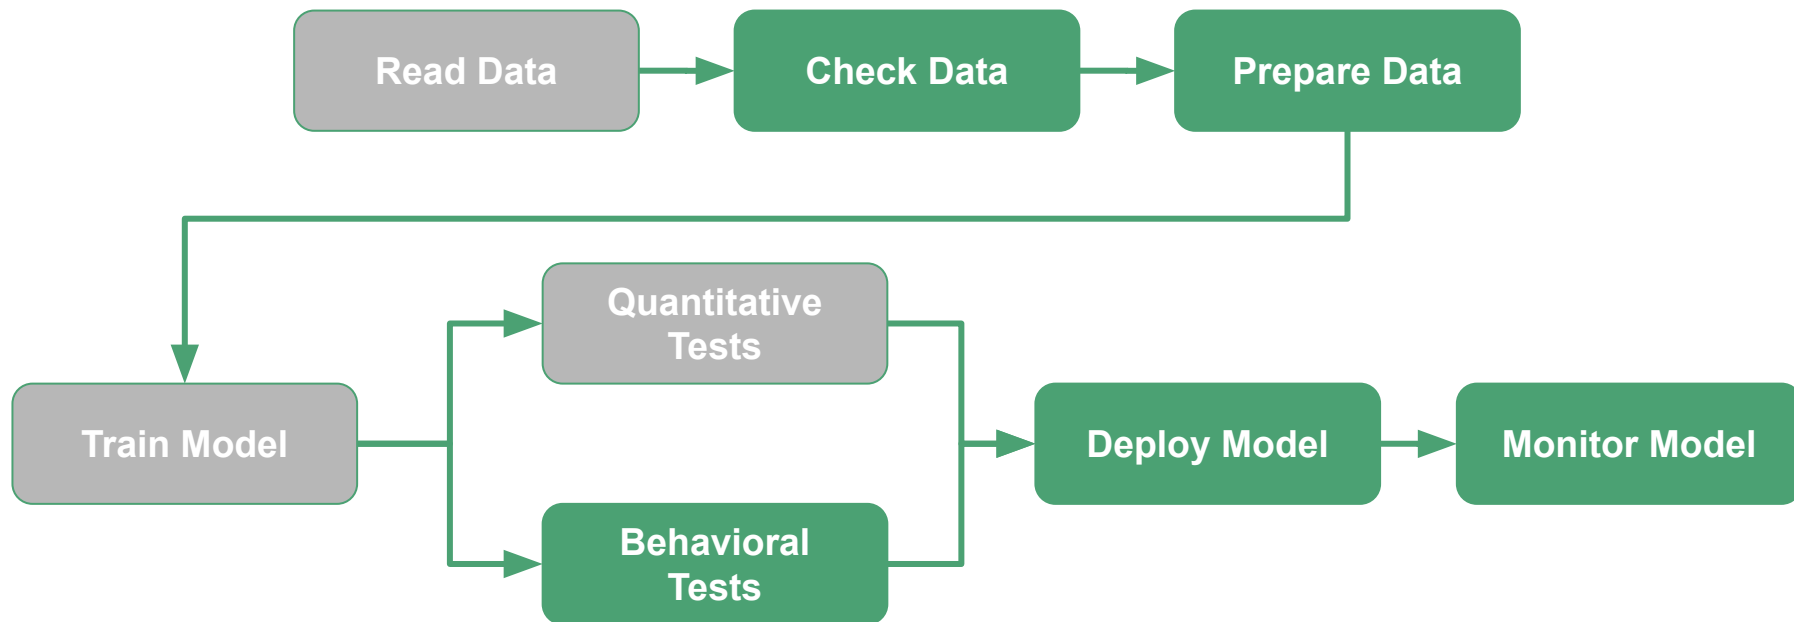 Read Data
Check Data
Prepare Data
Quantitative
Tests
Train Model
Deploy Model
Monitor Model
Behavioral
Tests